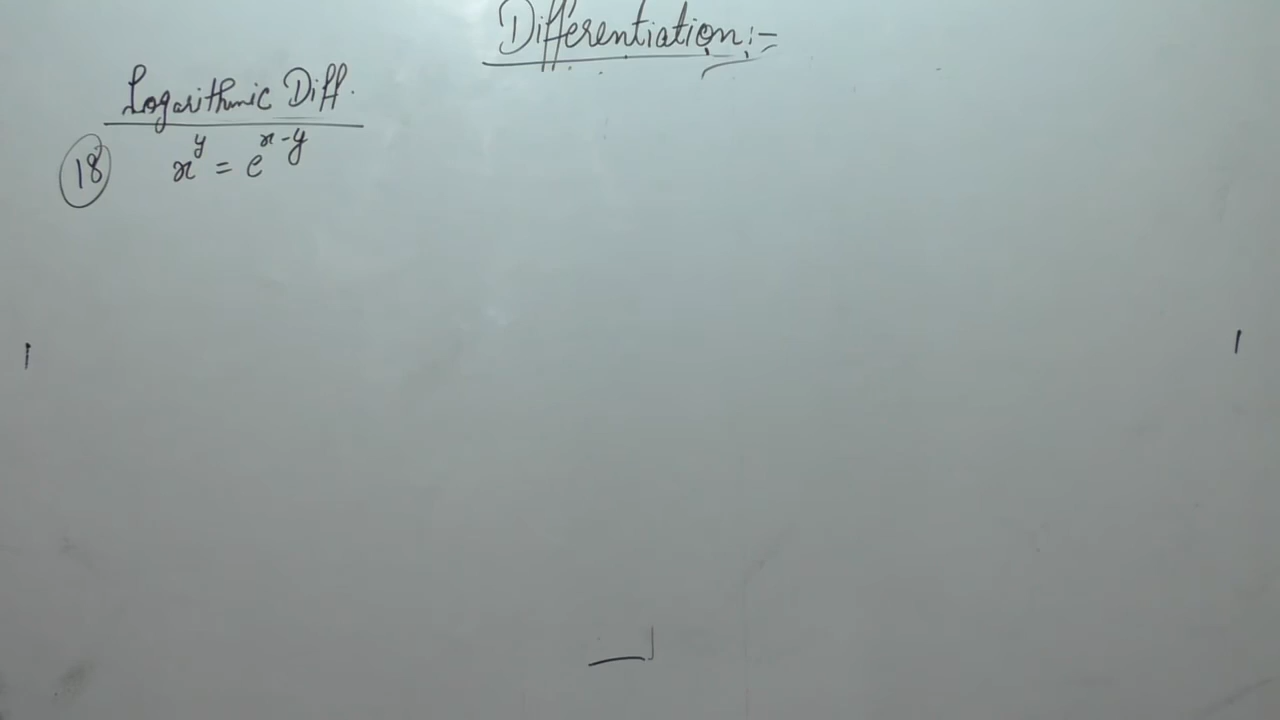 Differentiation :-
Logarithmic Diff.
18 x^y = e^{x-y}